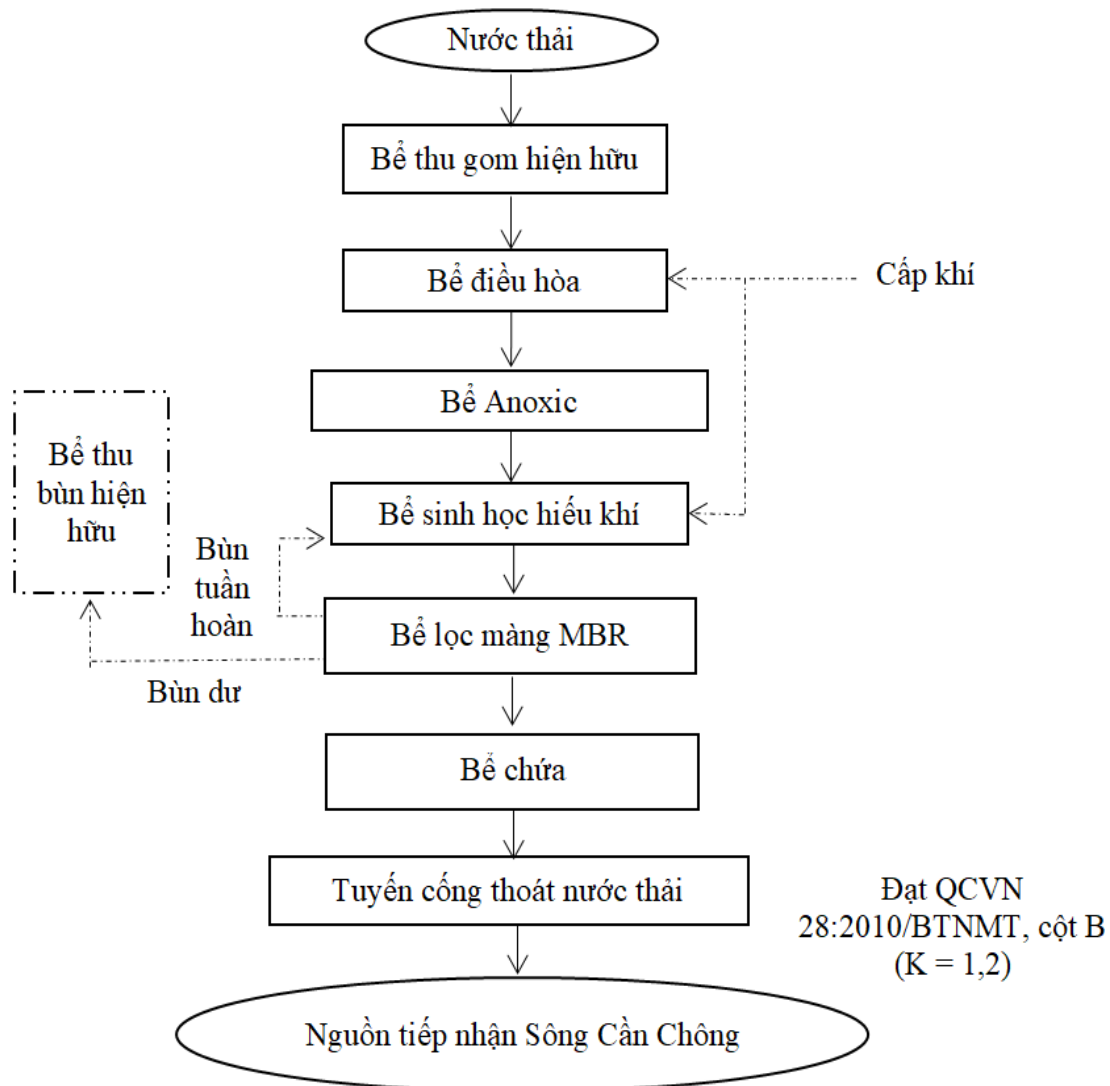 Nước thải
Bể thu gom hiện hữu
Bể điều hòa
Cấp khí
Bể Anoxic
Bể thu
bùn hiện
hữu
Bể sinh học hiếu khí
Bùn
tuần
hoàn
Bể lọc màng MBR
Bùn dư
Bể chứa
Tuyến cống thoát nước thải
Đạt QCVN
28:2010/BTNMT, cột B
(K = 1,2)
Nguồn tiếp nhận Sông Cần Chông